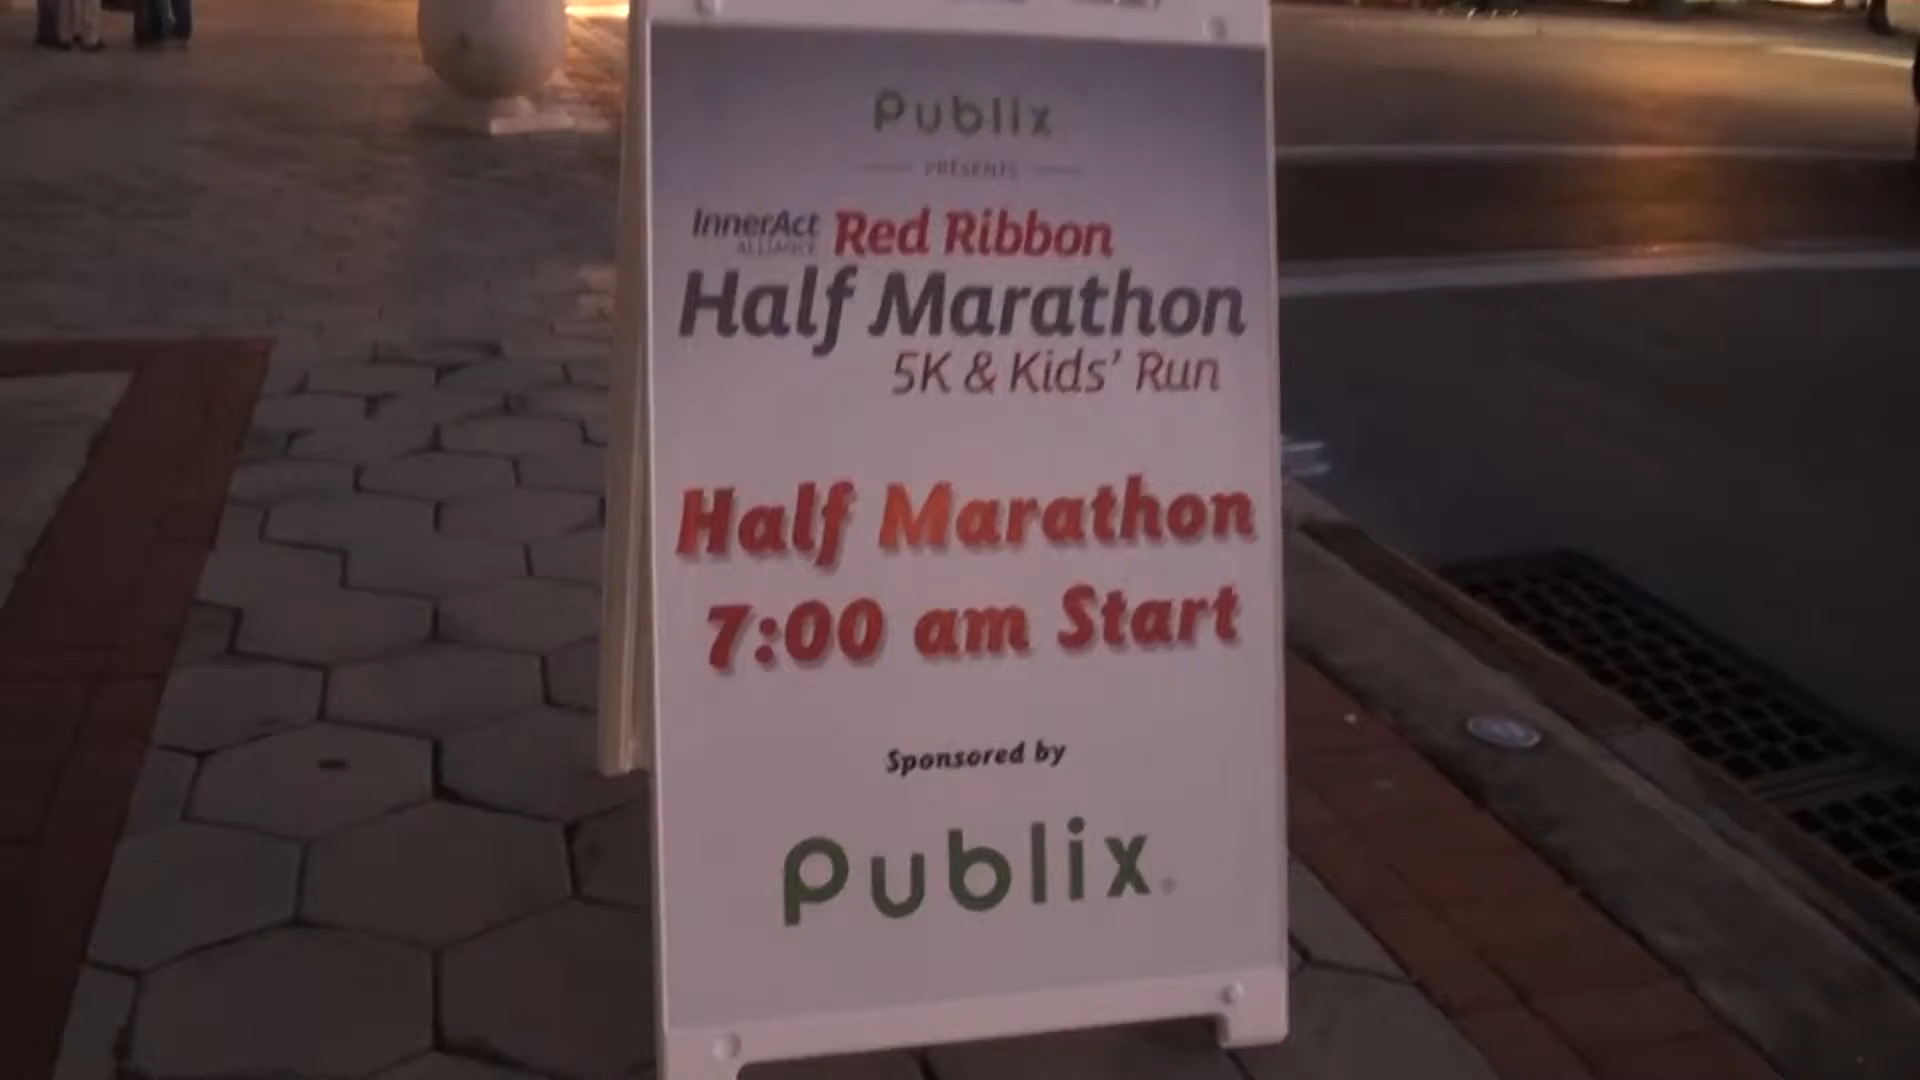 Publix
PRESENTS
InnerAct
ALLIANCE
Red Ribbon
Half Marathon
5K & Kids' Run
Half Marathon
7:00 am Start
Sponsored by
Publix